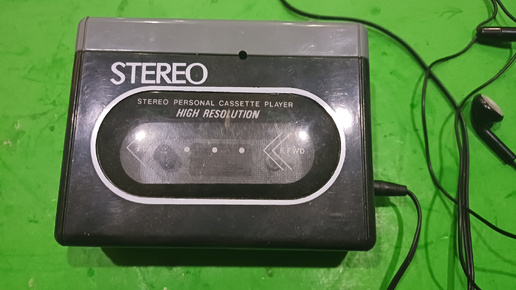 STEREO
STEREO PERSONAL CASSETTE PLAYER
HIGH RESOLUTION
F.FWD